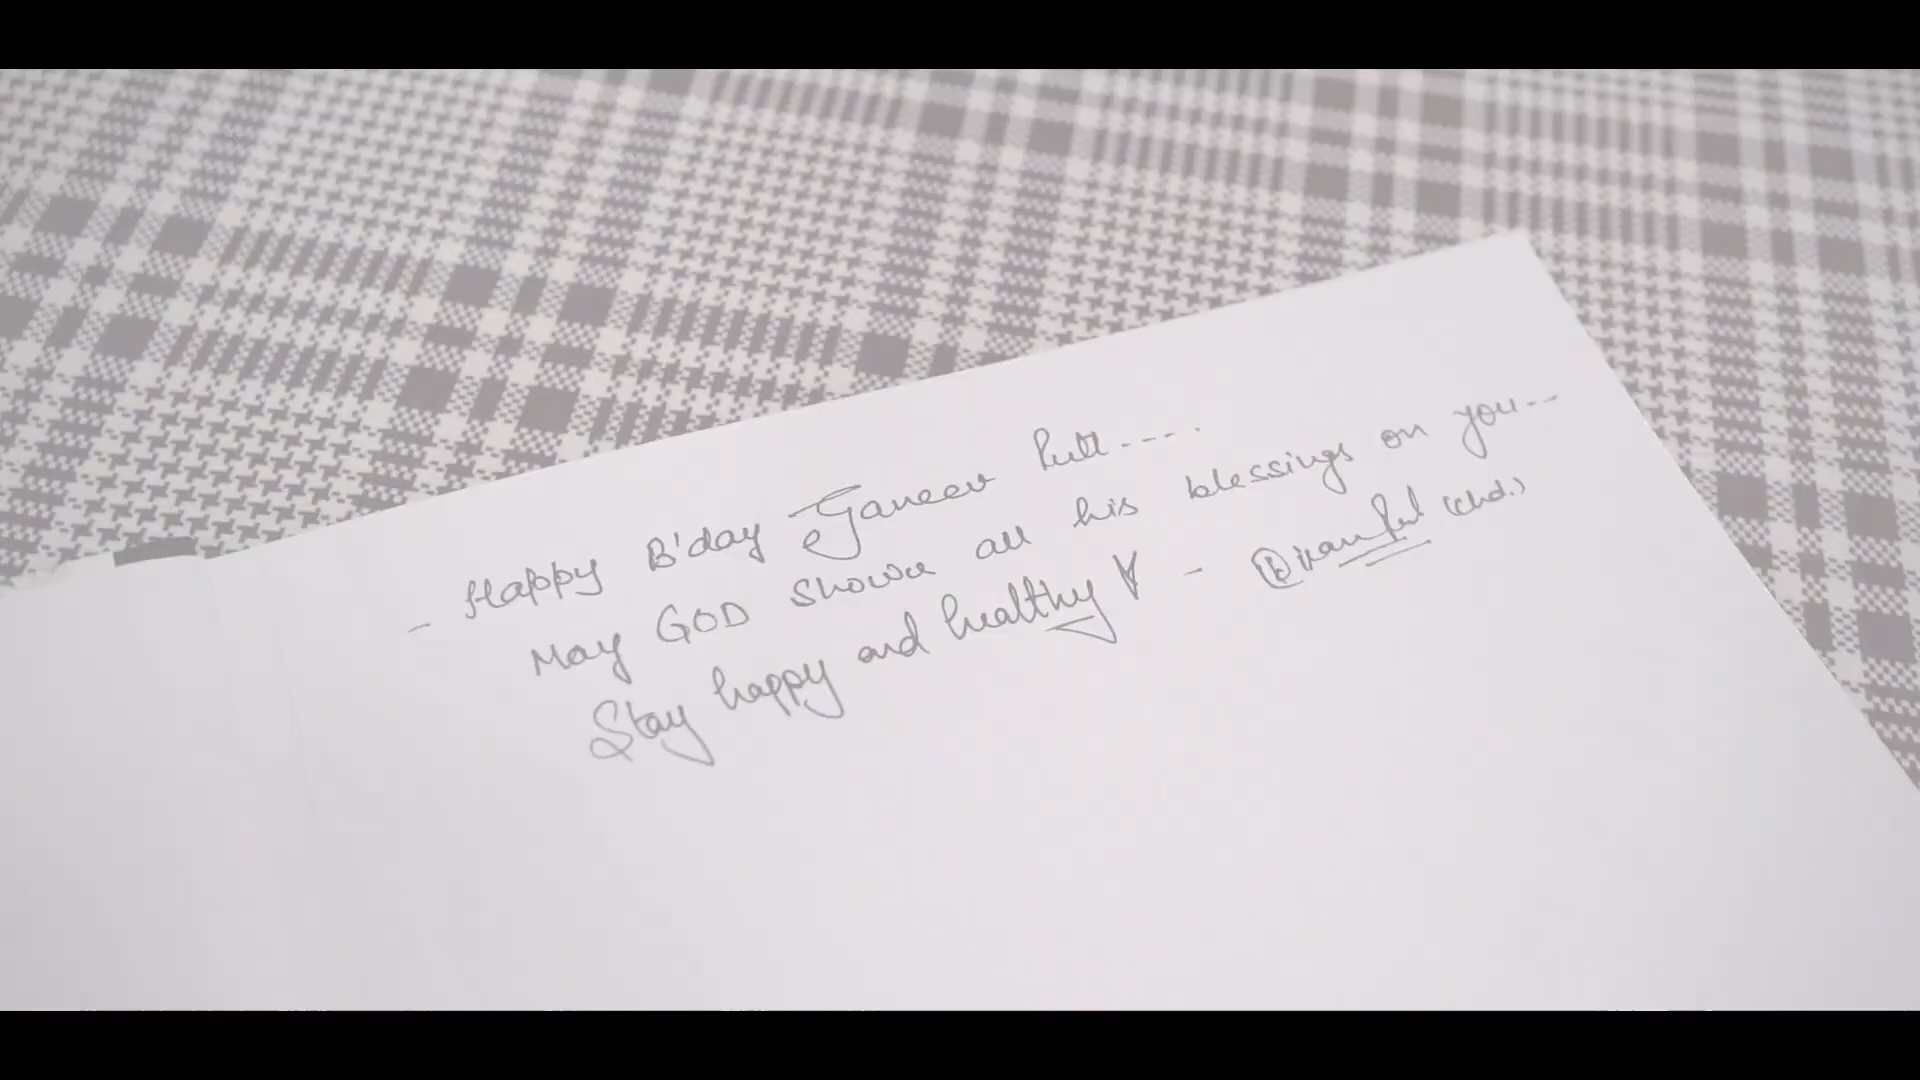 - Happy B'day Ganeev Putt----.
May GOD shower all his blessings on you---
Stay happy and healthy - (chd.)